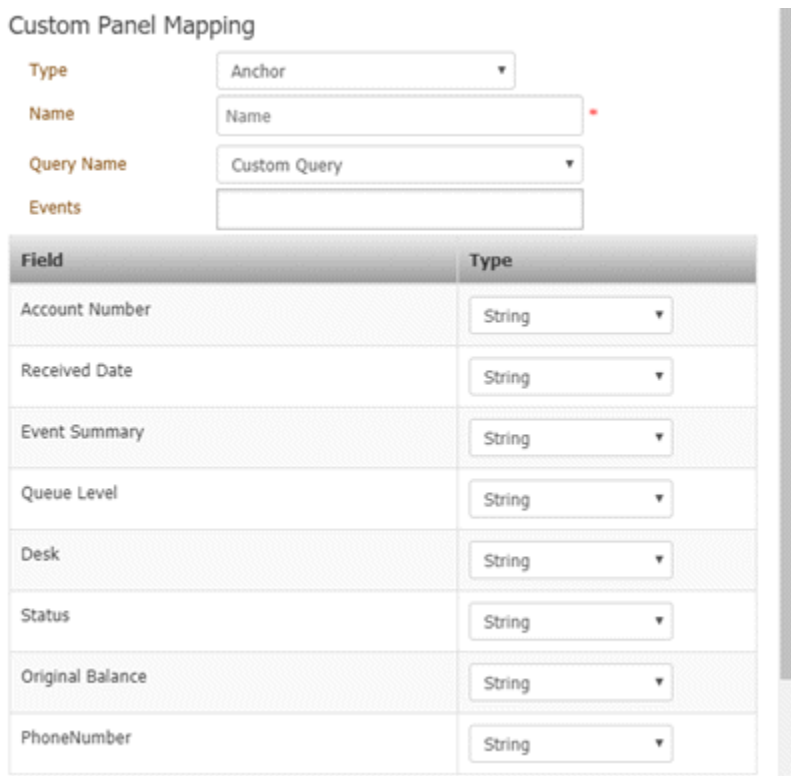 Custom Panel Mapping
Type Anchor
Name Name *
Query Name Custom Query
Events
Field Type
Account Number String
Received Date String
Event Summary String
Queue Level String
Desk String
Status String
Original Balance String
PhoneNumber String